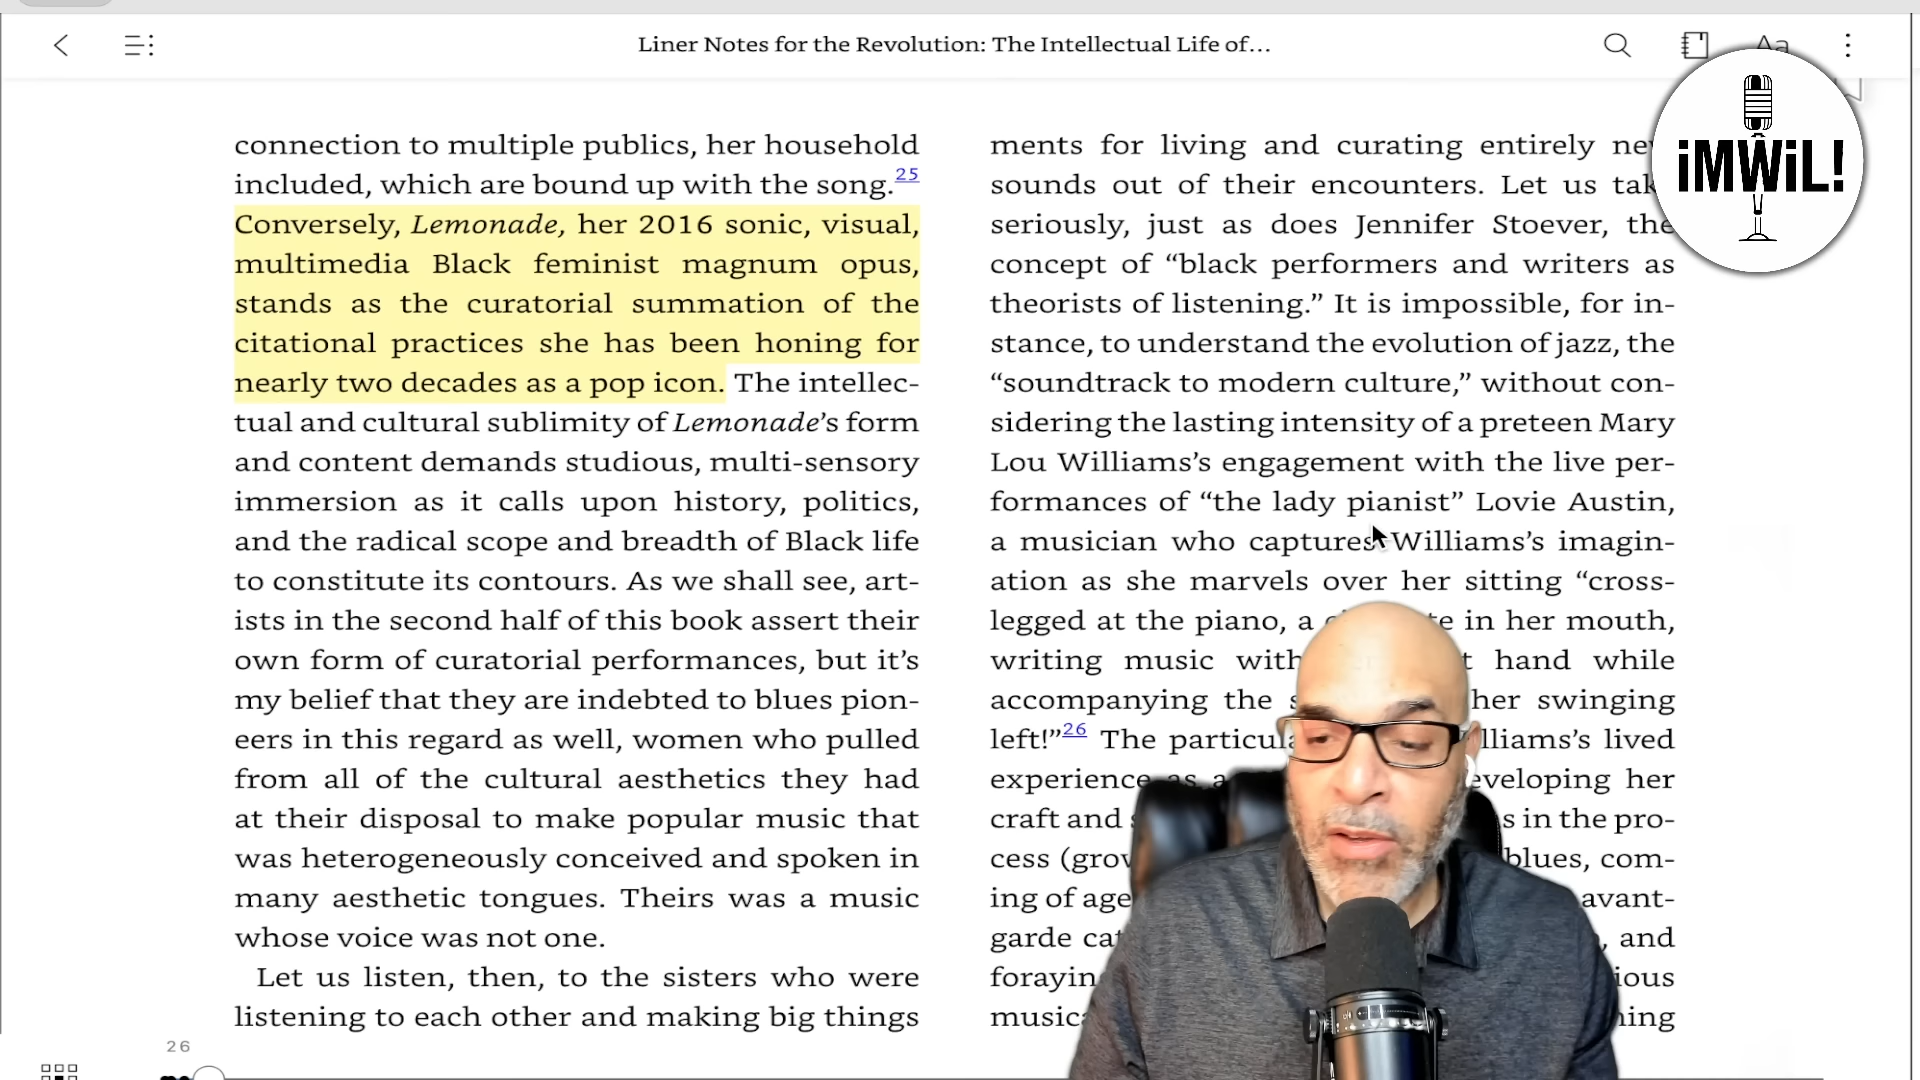 Liner Notes for the Revolution: The Intellectual Life of...
Aa
iMWiL!
connection to multiple publics, her household
included, which are bound up with the song.25
Conversely, Lemonade, her 2016 sonic, visual,
multimedia Black feminist magnum opus,
stands as the curatorial summation of the
citational practices she has been honing for
nearly two decades as a pop icon. The intellec-
tual and cultural sublimity of Lemonade’s form
and content demands studious, multi-sensory
immersion as it calls upon history, politics,
and the radical scope and breadth of Black life
to constitute its contours. As we shall see, art-
ists in the second half of this book assert their
own form of curatorial performances, but it’s
my belief that they are indebted to blues pion-
eers in this regard as well, women who pulled
from all of the cultural aesthetics they had
at their disposal to make popular music that
was heterogeneously conceived and spoken in
many aesthetic tongues. Theirs was a music
whose voice was not one.
Let us listen, then, to the sisters who were
listening to each other and making big things
26
ments for living and curating entirely
sounds out of their encounters. Let us
seriously, just as does Jennifer Stoever, the
concept of “black performers and writers as
theorists of listening.” It is impossible, for in-
stance, to understand the evolution of jazz, the
“soundtrack to modern culture,” without con-
sidering the lasting intensity of a preteen Mary
Lou Williams’s engagement with the live per-
formances of “the lady pianist” Lovie Austin,
a musician who captures Williams’s imagin-
ation as she marvels over her sitting “cross-
legged at the piano, a in her mouth,
writing music with hand while
accompanying the her swinging
left!”26 The lived
experience as a her
craft and in the pro-
cess blues, com-
ing of age avant-
garde and